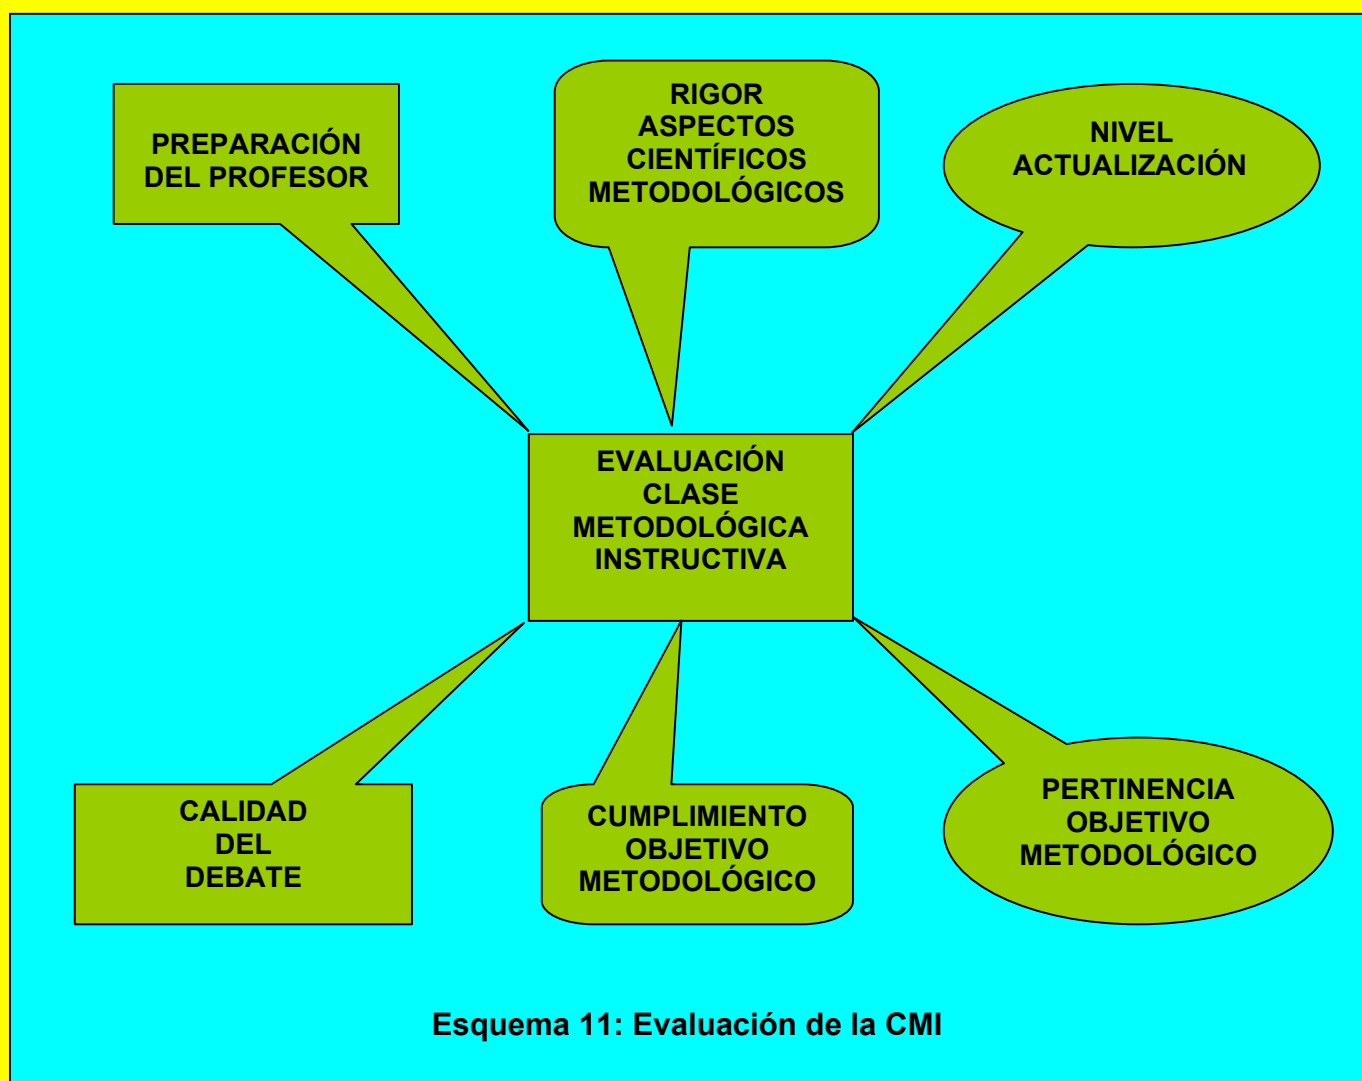 PREPARACIÓN
DEL PROFESOR
RIGOR
ASPECTOS
CIENTÍFICOS
METODOLÓGICOS
NIVEL
ACTUALIZACIÓN
EVALUACIÓN
CLASE
METODOLÓGICA
INSTRUCTIVA
CALIDAD
DEL
DEBATE
CUMPLIMIENTO
OBJETIVO
METODOLÓGICO
PERTINENCIA
OBJETIVO
METODOLÓGICO
Esquema 11: Evaluación de la CMI